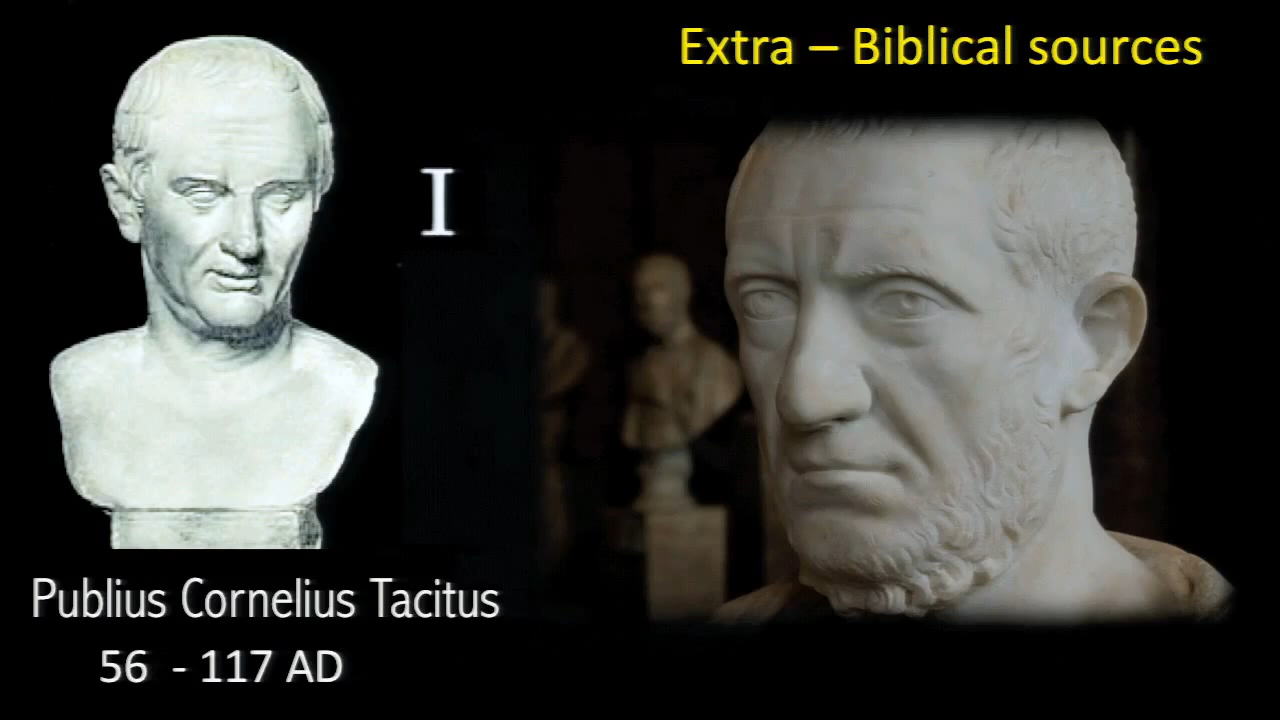 Extra – Biblical sources
I
Publius Cornelius Tacitus
56 - 117 AD